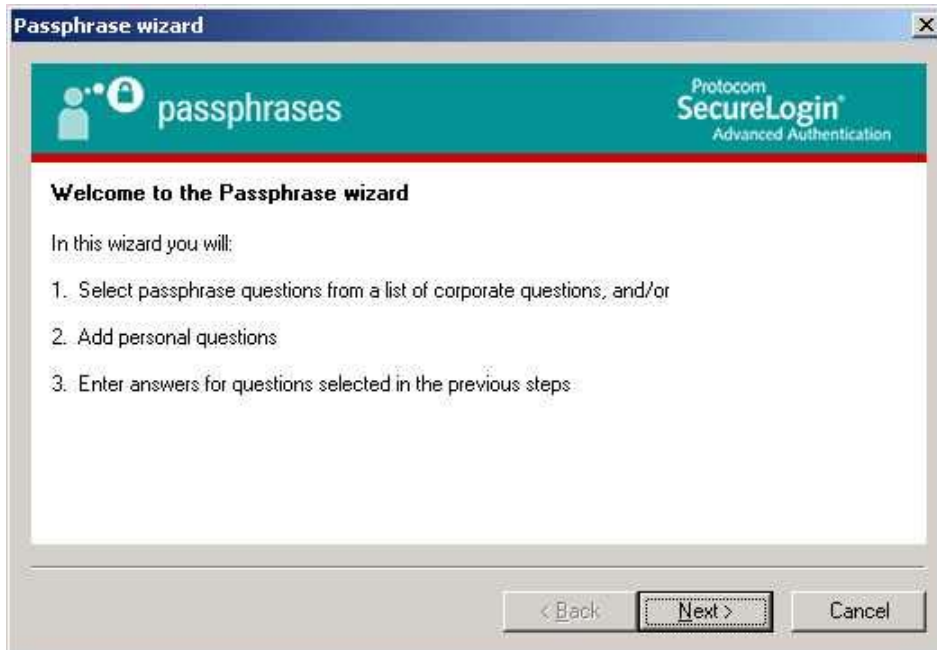 Passphrase wizard
passphrases
Protocom
SecureLogin®
Advanced Authentication
Welcome to the Passphrase wizard
In this wizard you will:
1. Select passphrase questions from a list of corporate questions, and/or
2. Add personal questions
3. Enter answers for questions selected in the previous steps
< Back
Next >
Cancel